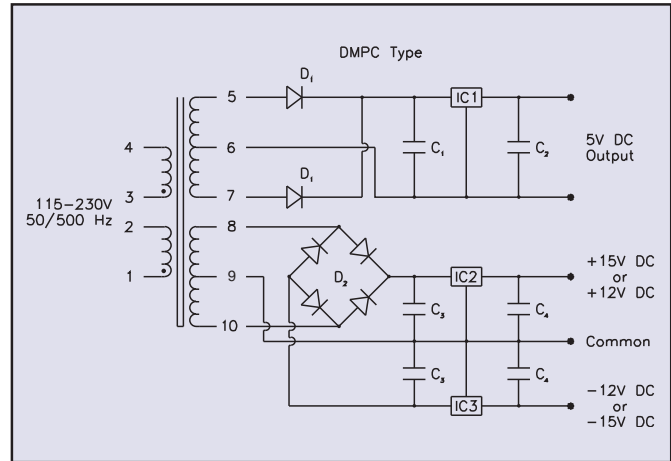 DMPC Type
D1
5
IC1
4
6
C1
C2
5V DC
Output
D1
3
7
115-230V
50/500 Hz
2
8
+15V DC
or
+12V DC
D2
IC2
1
9
C3
C4
10
Common
C3
C4
IC3
-12V DC
or
-15V DC